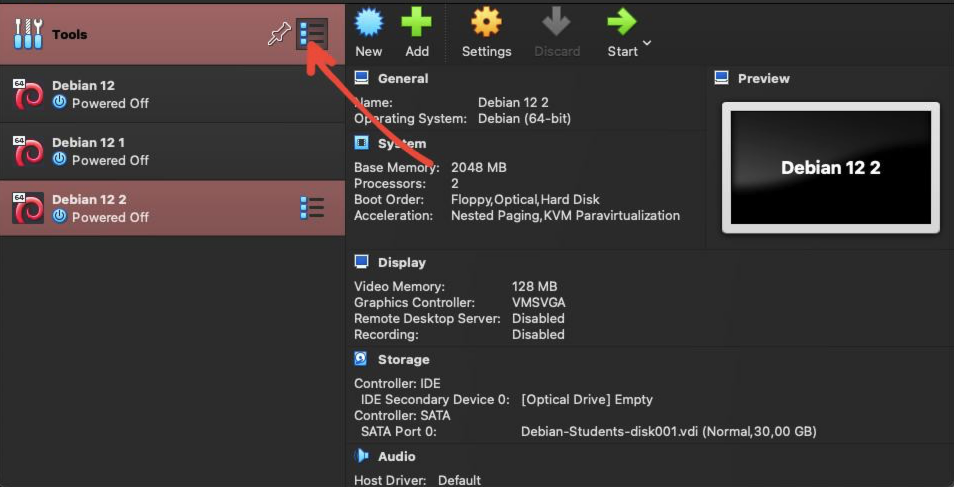 Tools
64
Debian 12
Powered Off
64
Debian 12 1
Powered Off
64
Debian 12 2
Powered Off
New Add Settings Discard Start
General
Name: Debian 12 2
Operating System: Debian (64-bit)
System
Base Memory: 2048 MB
Processors: 2
Boot Order: Floppy,Optical,Hard Disk
Acceleration: Nested Paging,KVM Paravirtualization
Preview
Debian 12 2
Display
Video Memory: 128 MB
Graphics Controller: VMSVGA
Remote Desktop Server: Disabled
Recording: Disabled
Storage
Controller: IDE
IDE Secondary Device 0: [Optical Drive] Empty
Controller: SATA
SATA Port 0: Debian-Students-disk001.vdi (Normal,30,00 GB)
Audio
Host Driver: Default